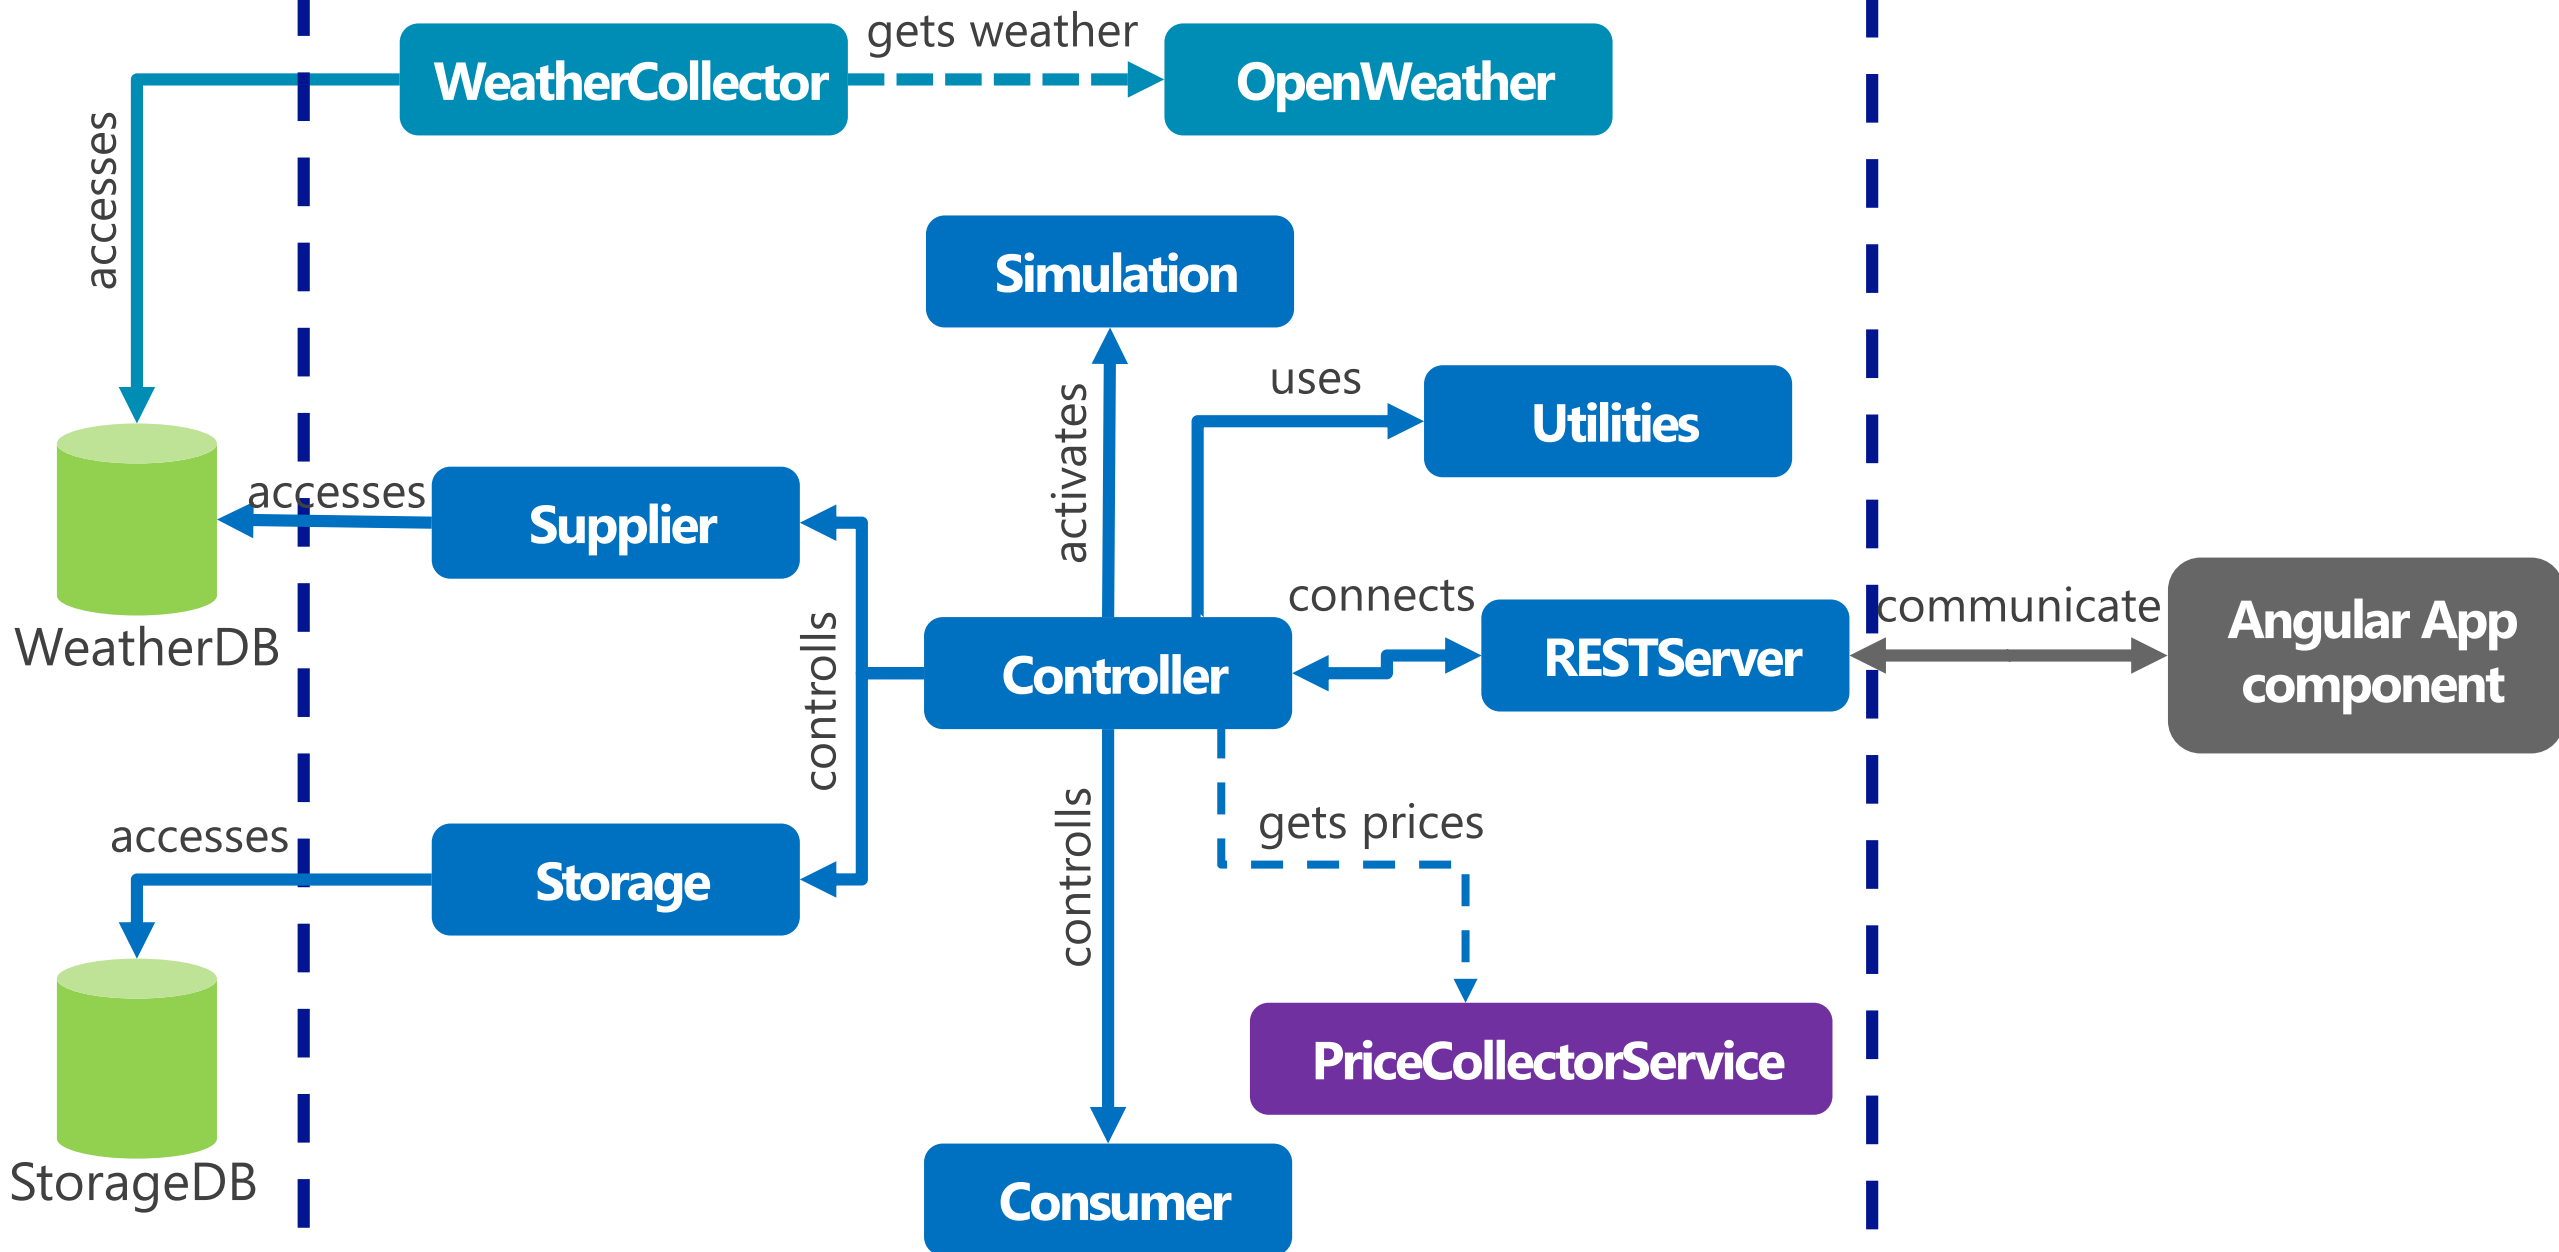 gets weather
WeatherCollector
OpenWeather
accesses
Simulation
uses
Utilities
activates
accesses
Supplier
connects
communicate
WeatherDB
controlls
Controller
RESTServer
Angular App
component
gets prices
accesses
Storage
controlls
PriceCollectorService
StorageDB
Consumer